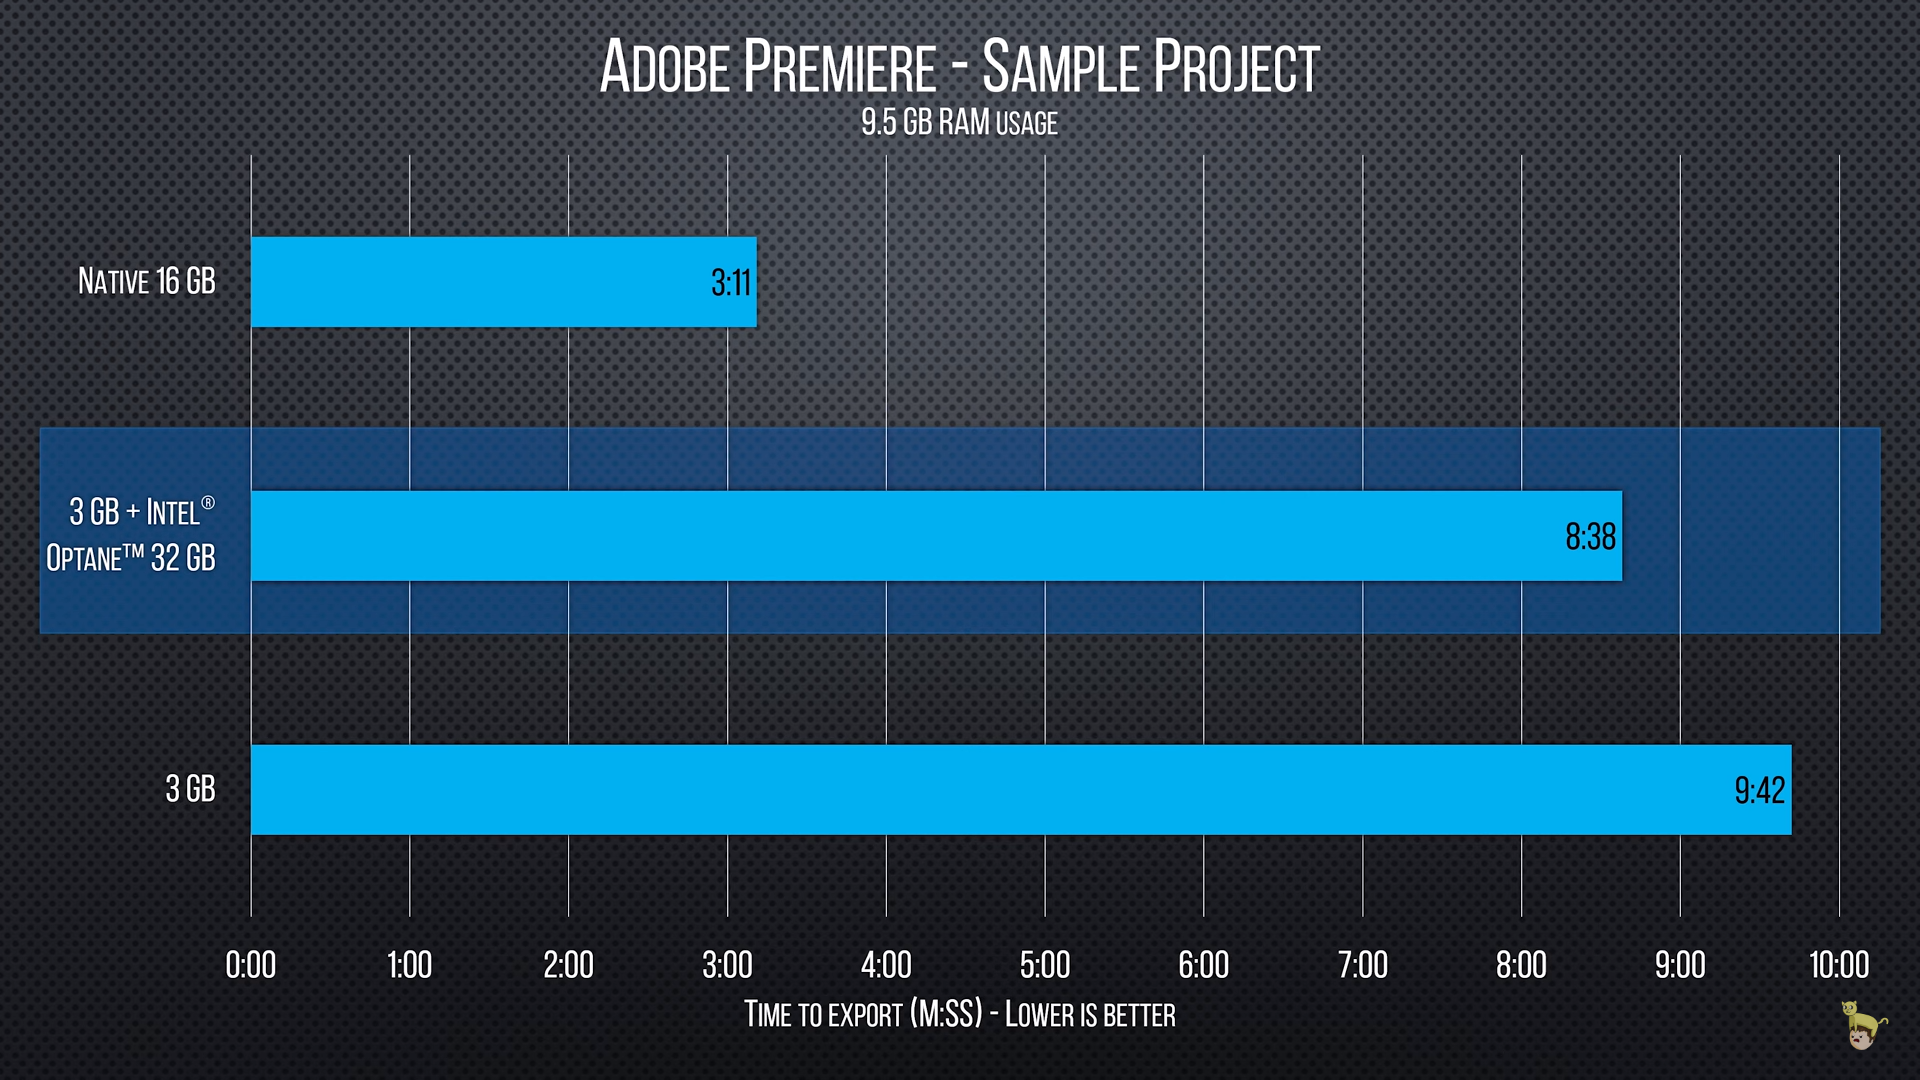 Adobe Premiere - Sample Project
9.5 GB RAM usage
Native 16 GB
3:11
3 GB + Intel®
Optane™ 32 GB
8:38
3 GB
9:42
0:00 1:00 2:00 3:00 4:00 5:00 6:00 7:00 8:00 9:00 10:00
Time to export (M:SS) - Lower is better